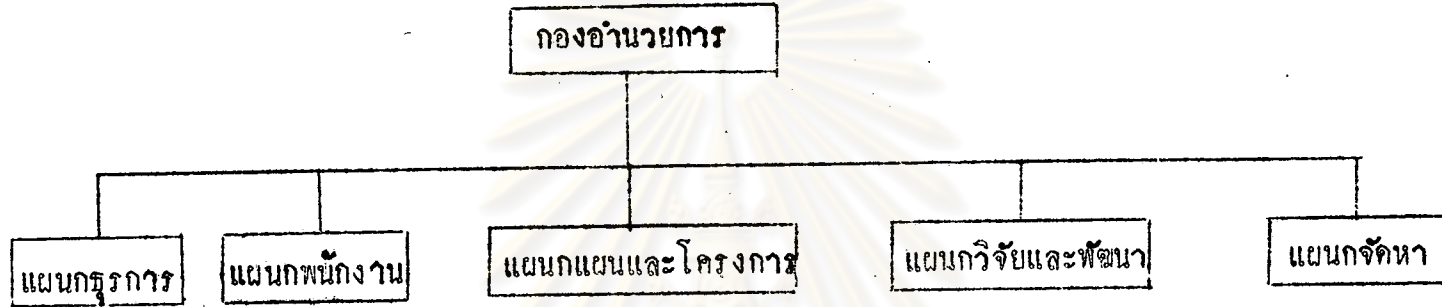 กองอำนวยการ
แผนกธุรการ
แผนกพนักงาน
แผนกแผนและโครงการ
แผนกวิจัยและพัฒนา
แผนกจัดหา